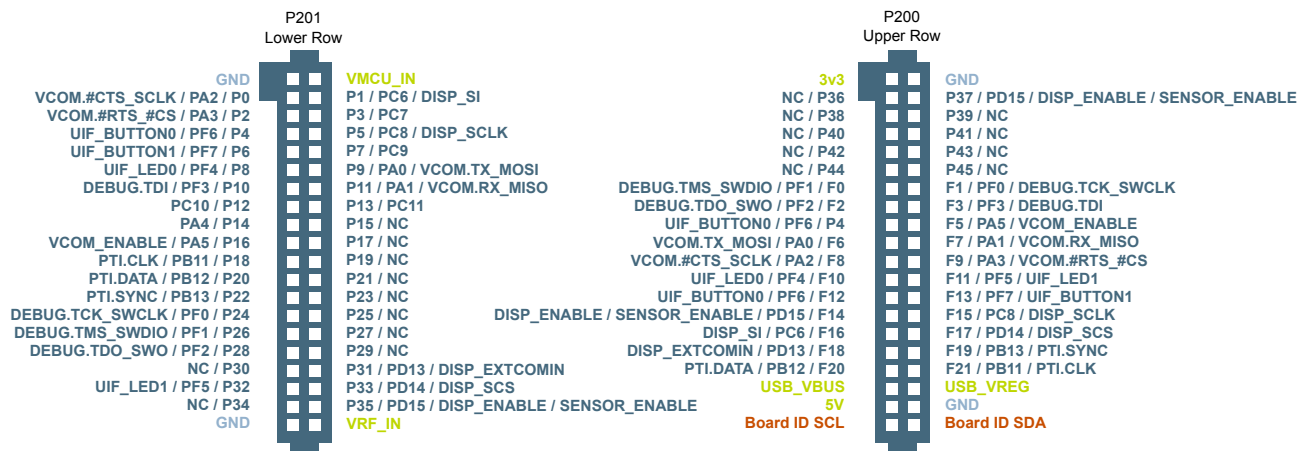 P201
Lower Row
GND
VMCU_IN
VCOM.#CTS_SCLK / PA2 / P0
P1 / PC6 / DISP_SI
VCOM.#RTS_#CS / PA3 / P2
P3 / PC7
UIF_BUTTON0 / PF6 / P4
P5 / PC8 / DISP_SCLK
UIF_BUTTON1 / PF7 / P6
P7 / PC9
UIF_LED0 / PF4 / P8
P9 / PA0 / VCOM.TX_MOSI
DEBUG.TDI / PF3 / P10
P11 / PA1 / VCOM.RX_MISO
PC10 / P12
P13 / PC11
PA4 / P14
P15 / NC
VCOM_ENABLE / PA5 / P16
P17 / NC
PTI.CLK / PB11 / P18
P19 / NC
PTI.DATA / PB12 / P20
P21 / NC
PTI.SYNC / PB13 / P22
P23 / NC
DEBUG.TCK_SWCLK / PF0 / P24
P25 / NC
DEBUG.TMS_SWDIO / PF1 / P26
P27 / NC
DEBUG.TDO_SWO / PF2 / P28
P29 / NC
NC / P30
P31 / PD13 / DISP_EXTCOMIN
UIF_LED1 / PF5 / P32
P33 / PD14 / DISP_SCS
NC / P34
P35 / PD15 / DISP_ENABLE / SENSOR_ENABLE
GND
VRF_IN
P200
Upper Row
3v3
GND
NC / P36
P37 / PD15 / DISP_ENABLE / SENSOR_ENABLE
NC / P38
P39 / NC
NC / P40
P41 / NC
NC / P42
P43 / NC
NC / P44
P45 / NC
DEBUG.TMS_SWDIO / PF1 / F0
F1 / PF0 / DEBUG.TCK_SWCLK
DEBUG.TDO_SWO / PF2 / F2
F3 / PF3 / DEBUG.TDI
UIF_BUTTON0 / PF6 / P4
F5 / PA5 / VCOM_ENABLE
VCOM.TX_MOSI / PA0 / F6
F7 / PA1 / VCOM.RX_MISO
VCOM.#CTS_SCLK / PA2 / F8
F9 / PA3 / VCOM.#RTS_#CS
UIF_LED0 / PF4 / F10
F11 / PF5 / UIF_LED1
UIF_BUTTON0 / PF6 / F12
F13 / PF7 / UIF_BUTTON1
DISP_ENABLE / SENSOR_ENABLE / PD15 / F14
F15 / PC8 / DISP_SCLK
DISP_SI / PC6 / F16
F17 / PD14 / DISP_SCS
DISP_EXTCOMIN / PD13 / F18
F19 / PB13 / PTI.SYNC
PTI.DATA / PB12 / F20
F21 / PB11 / PTI.CLK
USB_VBUS
USB_VREG
5V
GND
Board ID SCL
Board ID SDA